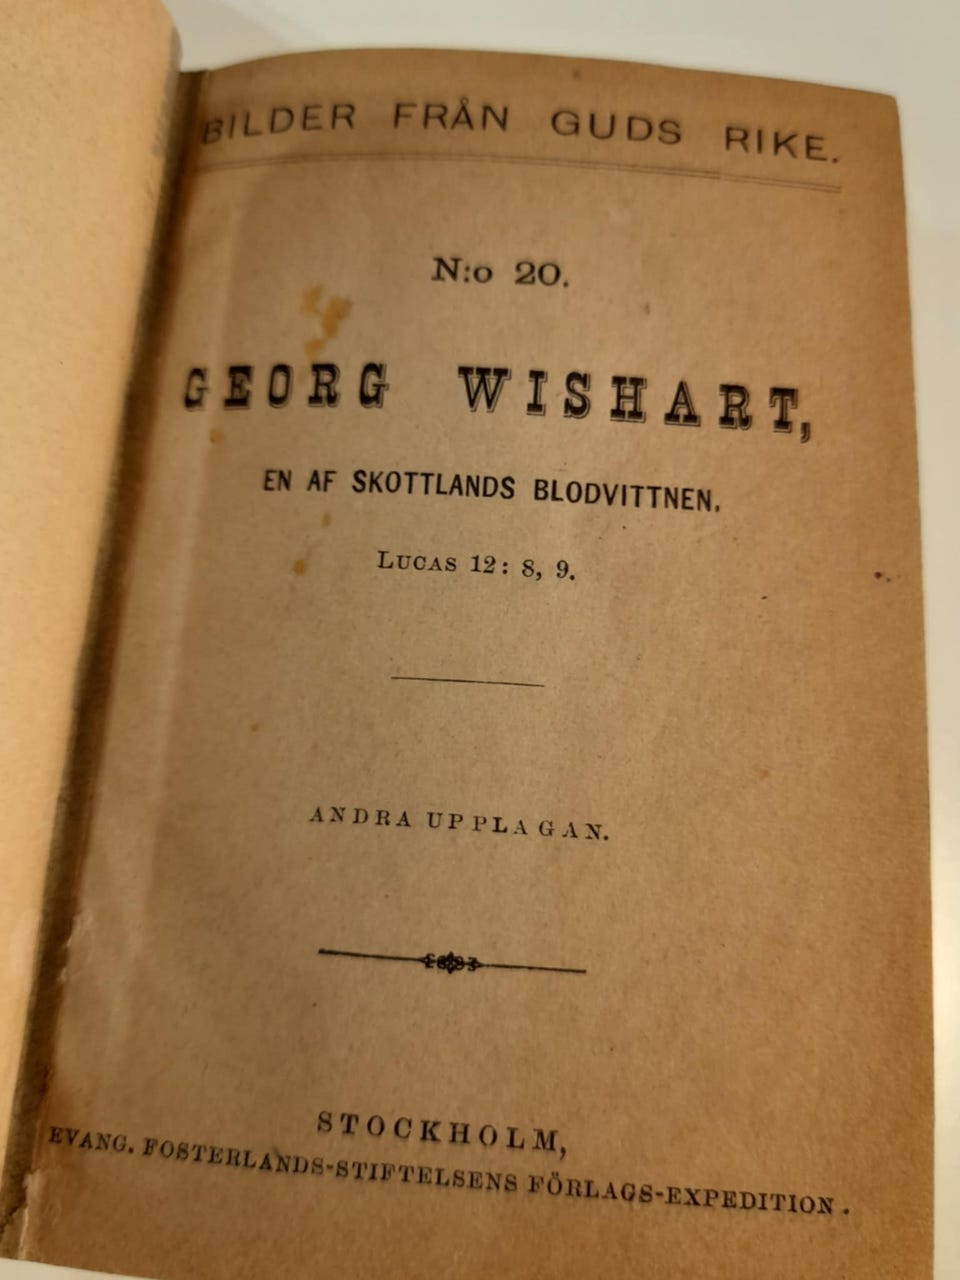 BILDER FRÅN GUDS RIKE.
N:o 20.
GEORG WISHART,
EN AF SKOTTLANDS BLODVITTNEN.
LUCAS 12: 8, 9.
ANDRA UPPLAGAN.
STOCKHOLM,
EVANG. FOSTERLANDS-STIFTELSENS FÖRLAGS-EXPEDITION.